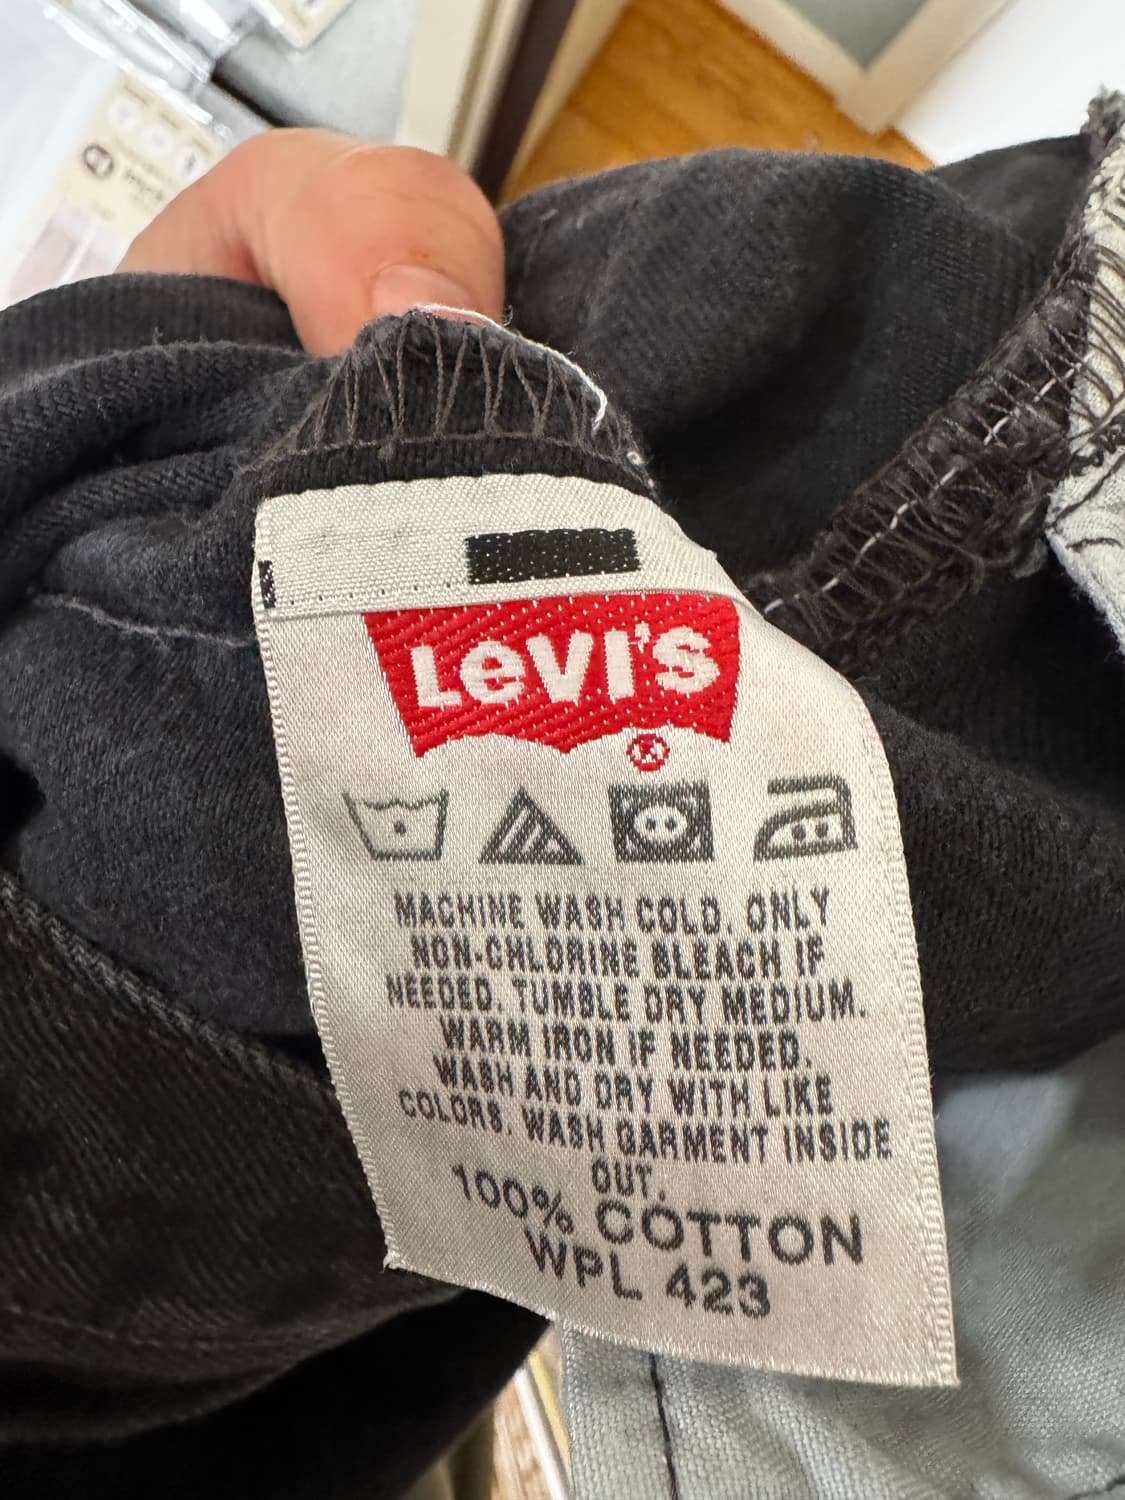 Levi's
®
MACHINE WASH COLD. ONLY
NON-CHLORINE BLEACH IF
NEEDED. TUMBLE DRY MEDIUM.
WARM IRON IF NEEDED.
WASH AND DRY WITH LIKE
COLORS. WASH GARMENT INSIDE
OUT.
100% COTTON
WPL 423